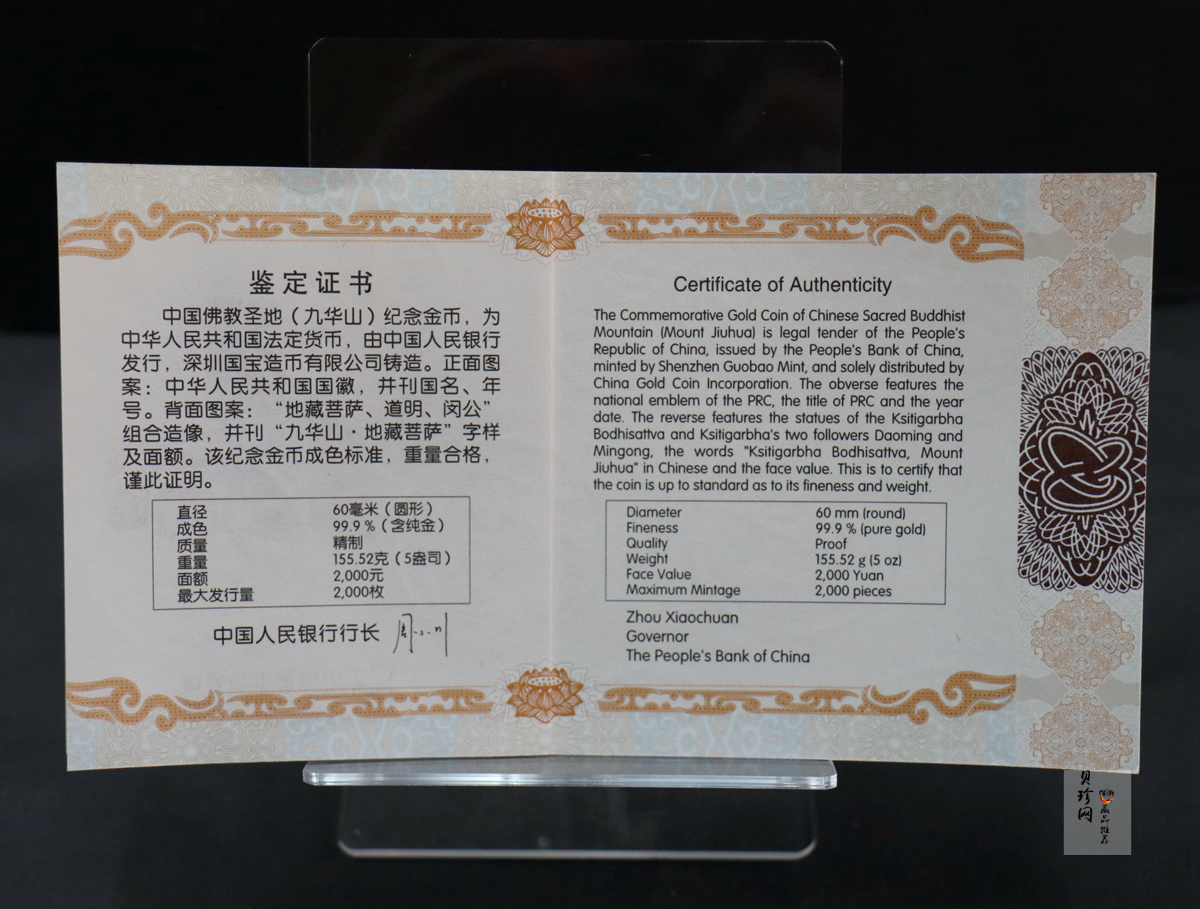 鉴定证书
中国佛教圣地（九华山）纪念金币，为
中华人民共和国法定货币，由中国人民银行
发行，深圳国宝造币有限公司铸造。正面图
案：中华人民共和国国徽，并刊国名、年
号。背面图案：“地藏菩萨、道明、闵公”
组合造像，并刊“九华山·地藏菩萨”字样
及面额。该纪念金币成色标准，重量合格，
谨此证明。
直径 60毫米（圆形）
成色 99.9％（含纯金）
质量 精制
重量 155.52克（5盎司）
面额 2,000元
最大发行量 2,000枚
中国人民银行行长
Certificate of Authenticity
The Commemorative Gold Coin of Chinese Sacred Buddhist
Mountain (Mount Jiuhua) is legal tender of the People's
Republic of China, issued by the People's Bank of China,
minted by Shenzhen Guobao Mint, and solely distributed by
China Gold Coin Incorporation. The obverse features the
national emblem of the PRC, the title of PRC and the year
date. The reverse features the statues of the Ksitigarbha
Bodhisattva and Ksitigarbha's two followers Daoming and
Mingong, the words "Ksitigarbha Bodhisattva, Mount
Jiuhua" in Chinese and the face value. This is to certify that
the coin is up to standard as to its fineness and weight.
Diameter 60 mm (round)
Fineness 99.9 % (pure gold)
Quality Proof
Weight 155.52 g (5 oz)
Face Value 2,000 Yuan
Maximum Mintage 2,000 pieces
Zhou Xiaochuan
Governor
The People's Bank of China
贝珍网
藏品推荐